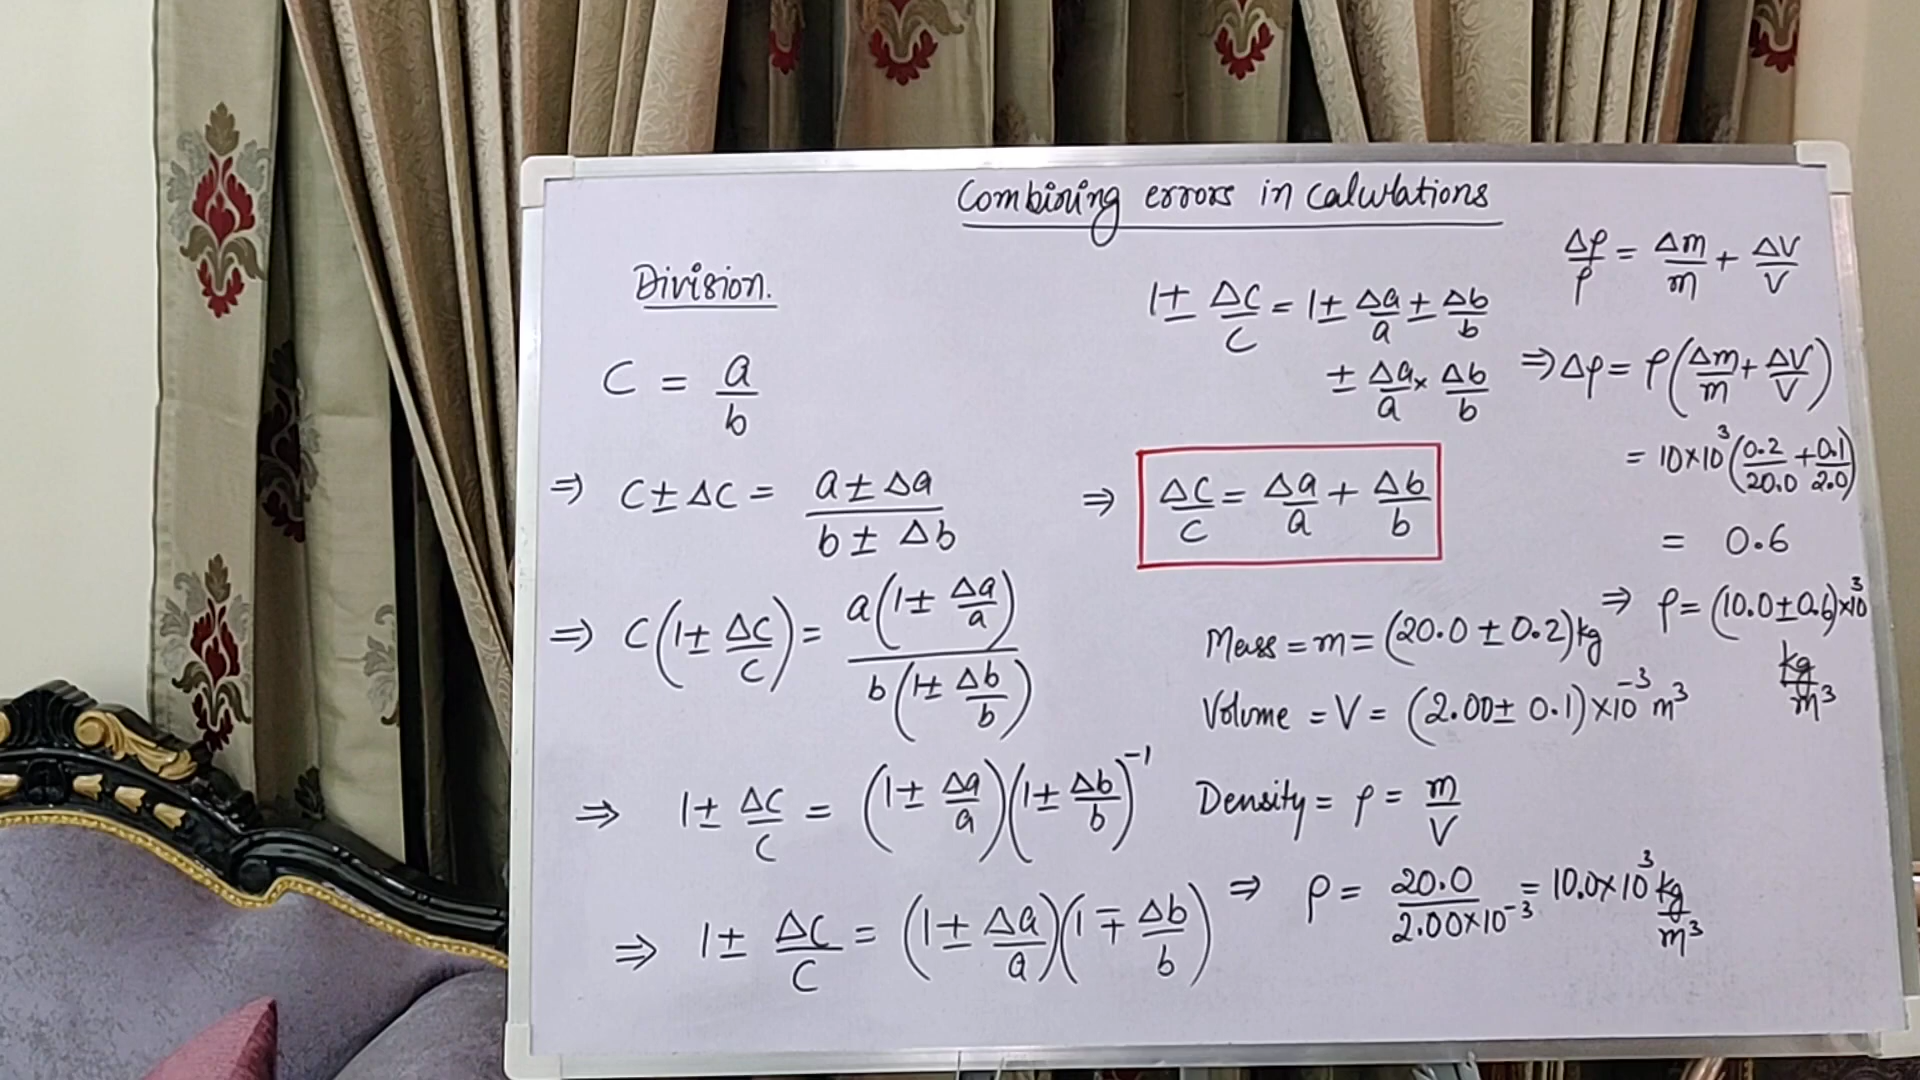 Combining errors in Calculations
Division.
C = a/b
⇒ C ± ΔC = (a ± Δa)/(b ± Δb)
⇒ C(1 ± ΔC/C) = a(1 ± Δa/a)/b(1 ± Δb/b)
⇒ 1 ± ΔC/C = (1 ± Δa/a)(1 ± Δb/b)⁻¹
⇒ 1 ± ΔC/C = (1 ± Δa/a)(1 ∓ Δb/b)
1 ± ΔC/C = 1 ± Δa/a ± Δb/b
± Δa/a × Δb/b
⇒ ΔC/C = Δa/a + Δb/b
Mass = m = (20.0 ± 0.2)kg
Volume = V = (2.00 ± 0.1)×10⁻³ m³
Density = ρ = m/V
⇒ ρ = 20.0/2.00×10⁻³ = 10.0×10³ kg/m³
Δρ/ρ = Δm/m + ΔV/V
⇒ Δρ = ρ(Δm/m + ΔV/V)
= 10×10³(0.2/20.0 + 0.1/2.0)
= 0.6
⇒ ρ = (10.0 ± 0.6)×10³
kg/m³